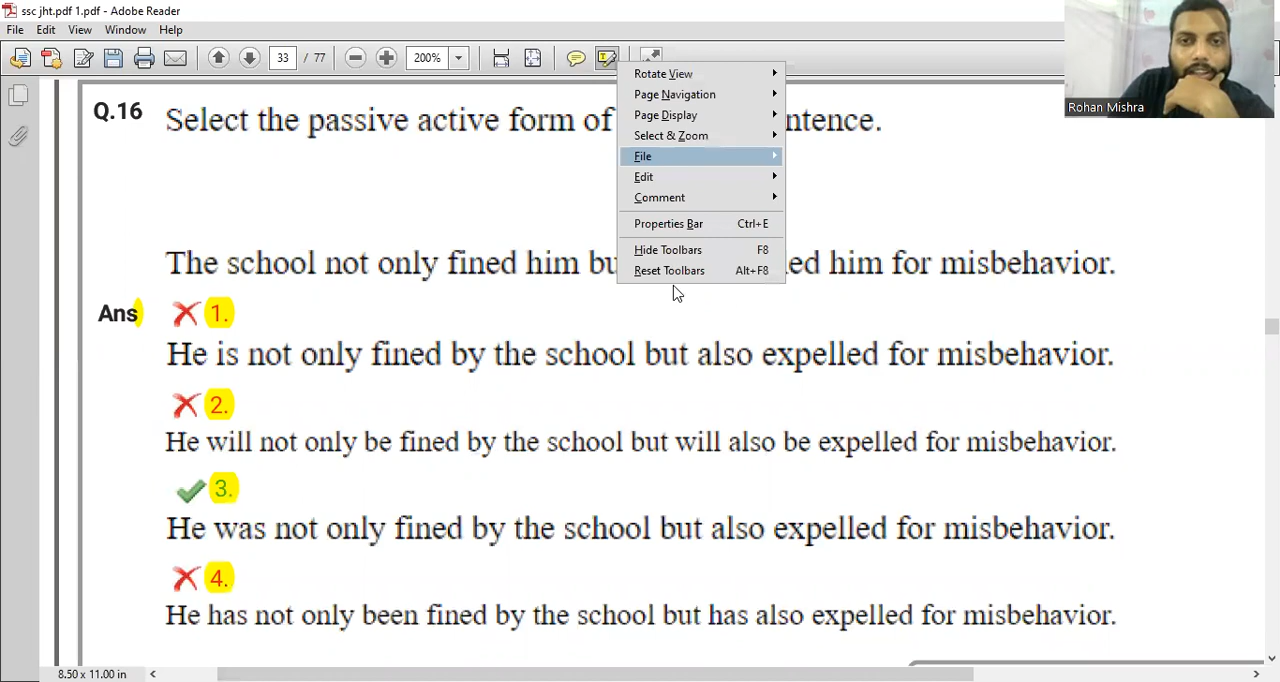 ssc jht.pdf 1.pdf - Adobe Reader
File Edit View Window Help
33 / 77 200%
Rohan Mishra
Rotate View
Page Navigation
Page Display
Select & Zoom
File
Edit
Comment
Properties Bar Ctrl+E
Hide Toolbars F8
Reset Toolbars Alt+F8
Q.16 Select the passive active form of ntence.
The school not only fined him bu ed him for misbehavior.
Ans 1.
He is not only fined by the school but also expelled for misbehavior.
2.
He will not only be fined by the school but will also be expelled for misbehavior.
3.
He was not only fined by the school but also expelled for misbehavior.
4.
He has not only been fined by the school but has also expelled for misbehavior.
8.50 x 11.00 in